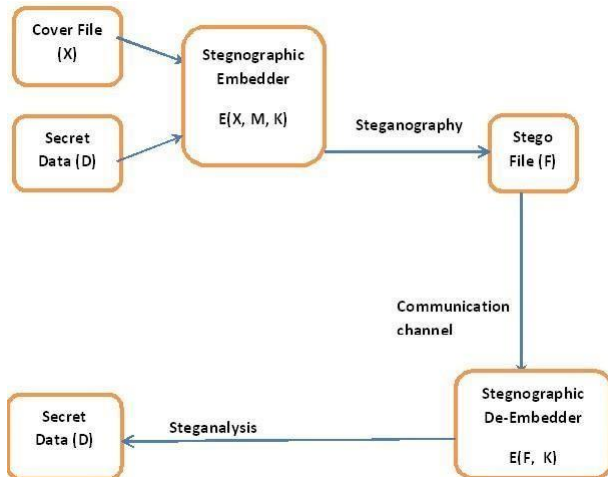 Cover File
(X)
Stegnographic
Embedder
E(X, M, K)
Secret
Data (D)
Steganography
Stego
File (F)
Communication
channel
Stegnographic
De-Embedder
E(F, K)
Steganalysis
Secret
Data (D)